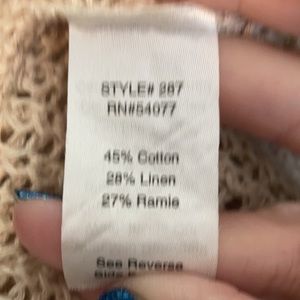 STYLE# 287
RN#54077
45% Cotton
28% Linen
27% Ramie
See Reverse